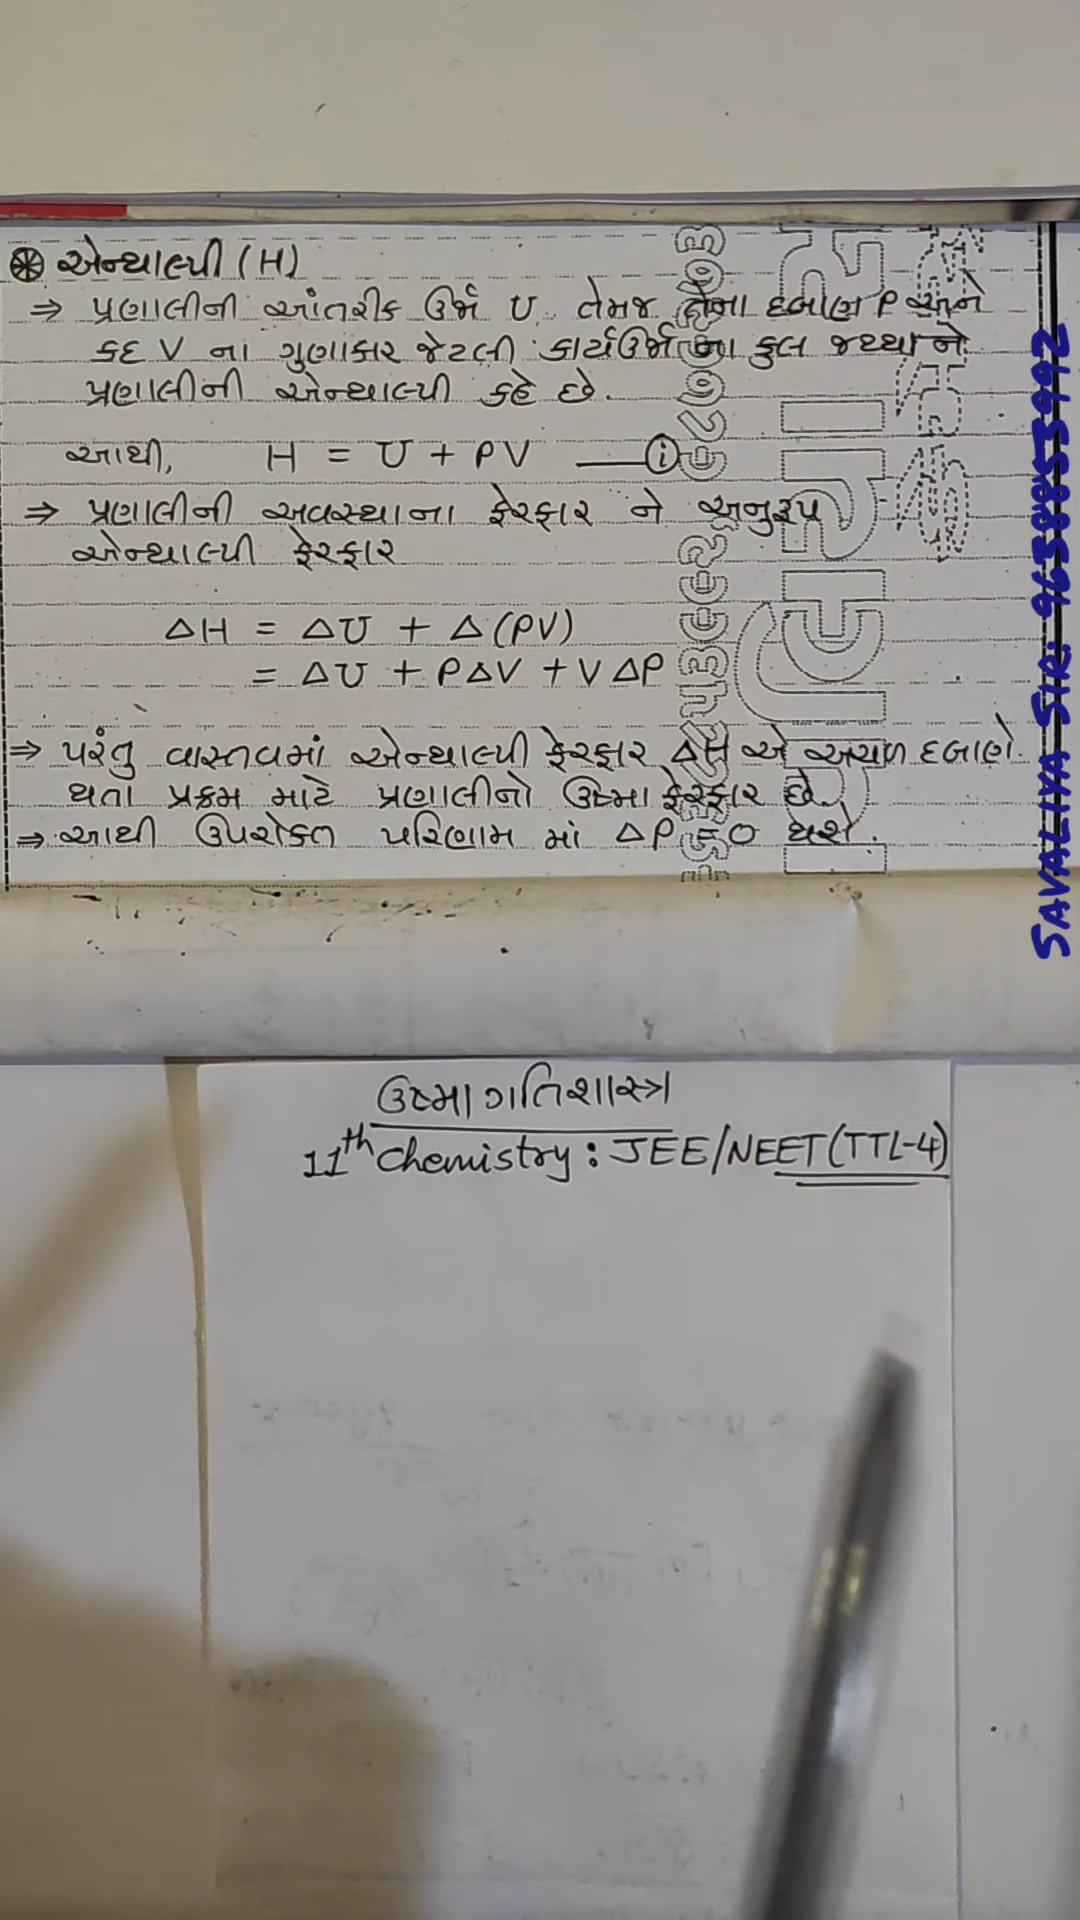 ⊛ એન્થાલ્પી (H)
⇒ પ્રણાલીની આંતરીક ઉર્જા U, તેમજ તેના દબાણ P અને
કદ V ના ગુણાકાર જેટલી કાર્યઉર્જા ના કુલ જથ્થા ને
પ્રણાલીની એન્થાલ્પી કહે છે.
આથી, H = U + PV —— (i)
⇒ પ્રણાલીની અવસ્થાના ફેરફાર ને અનુરૂપ
એન્થાલ્પી ફેરફાર
ΔH = ΔU + Δ(PV)
= ΔU + PΔV + VΔP
⇒ પરંતુ વાસ્તવમાં એન્થાલ્પી ફેરફાર ΔH એ અચળ દબાણે
થતા પ્રક્રમ માટે પ્રણાલીનો ઉષ્મા ફેરફાર છે.
⇒ આથી ઉપરોક્ત પરિણામ માં ΔP = 0 થશે.
SAVALIYA SIR: 9638853992
ઉષ્માગતિશાસ્ત્ર
11th Chemistry: JEE/NEET(TTL-4)